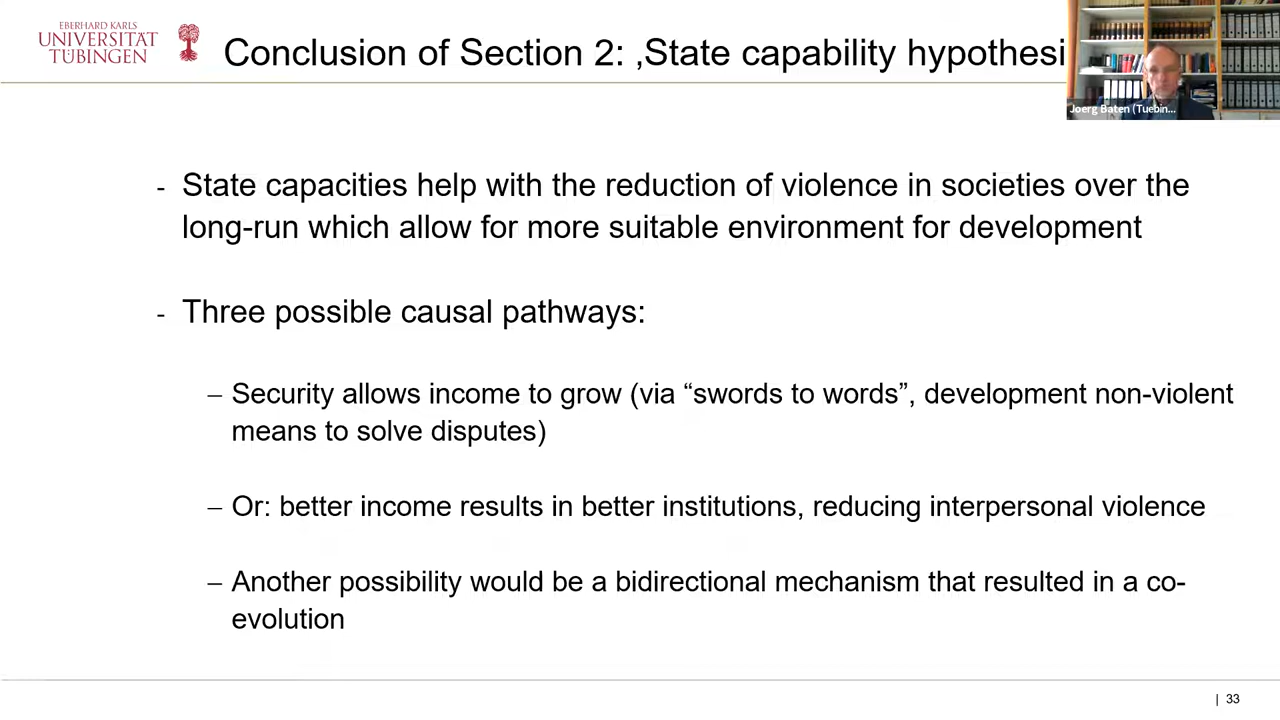 EBERHARD KARLS
UNIVERSITÄT
TÜBINGEN
Conclusion of Section 2: ‚State capability hypothesi
Joerg Baten (Tuebin...
- State capacities help with the reduction of violence in societies over the
long-run which allow for more suitable environment for development
- Three possible causal pathways:
– Security allows income to grow (via “swords to words”, development non-violent
means to solve disputes)
– Or: better income results in better institutions, reducing interpersonal violence
– Another possibility would be a bidirectional mechanism that resulted in a co-
evolution
| 33